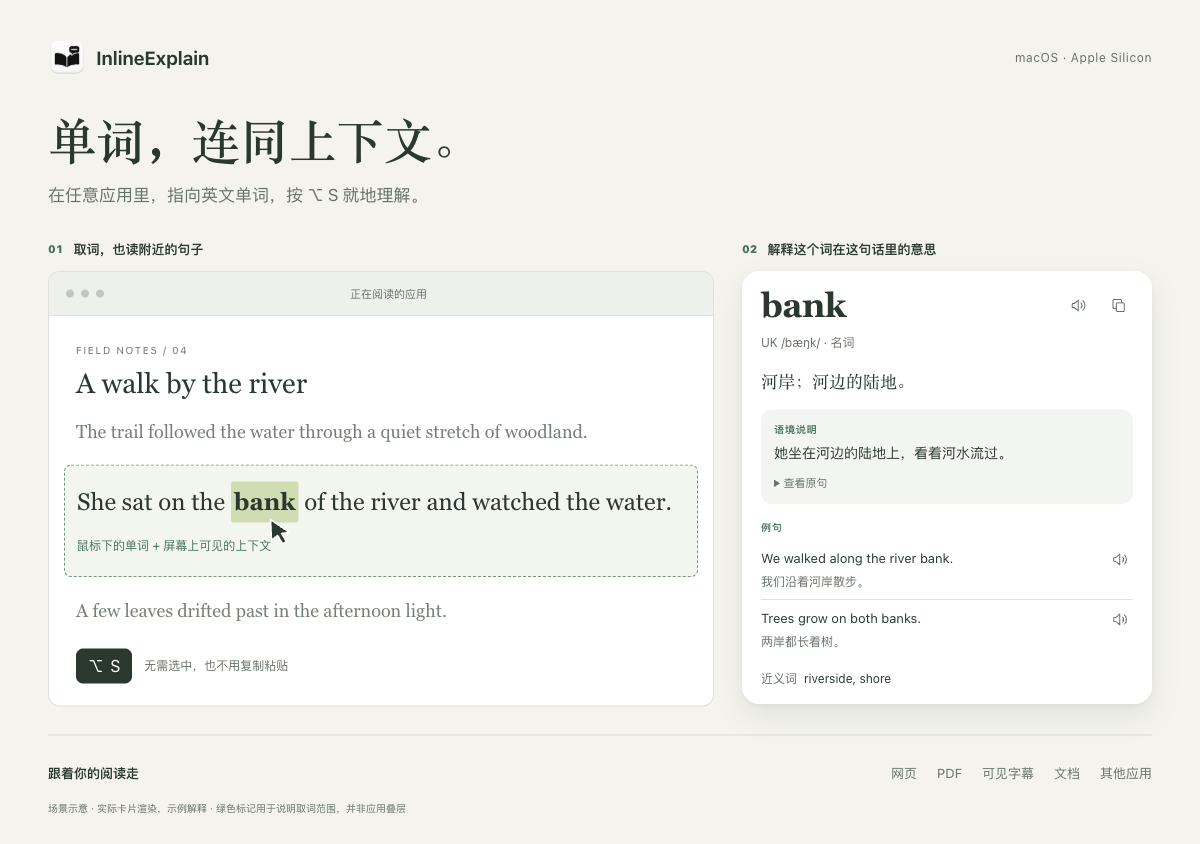 InlineExplain
macOS · Apple Silicon
单词，连同上下文。
在任意应用里，指向英文单词，按 ⌥ S 就地理解。
01 取词，也读附近的句子
正在阅读的应用
FIELD NOTES / 04
A walk by the river
The trail followed the water through a quiet stretch of woodland.
She sat on the bank of the river and watched the water.
鼠标下的单词 + 屏幕上可见的上下文
A few leaves drifted past in the afternoon light.
⌥ S 无需选中，也不用复制粘贴
02 解释这个词在这句话里的意思
bank
UK /bæŋk/ · 名词
河岸；河边的陆地。
语境说明
她坐在河边的陆地上，看着河水流过。
查看原句
例句
We walked along the river bank.
我们沿着河岸散步。
Trees grow on both banks.
两岸都长着树。
近义词 riverside, shore
跟着你的阅读走
网页 PDF 可见字幕 文档 其他应用
场景示意 · 实际卡片渲染，示例解释 · 绿色标记用于说明取词范围，并非应用叠层